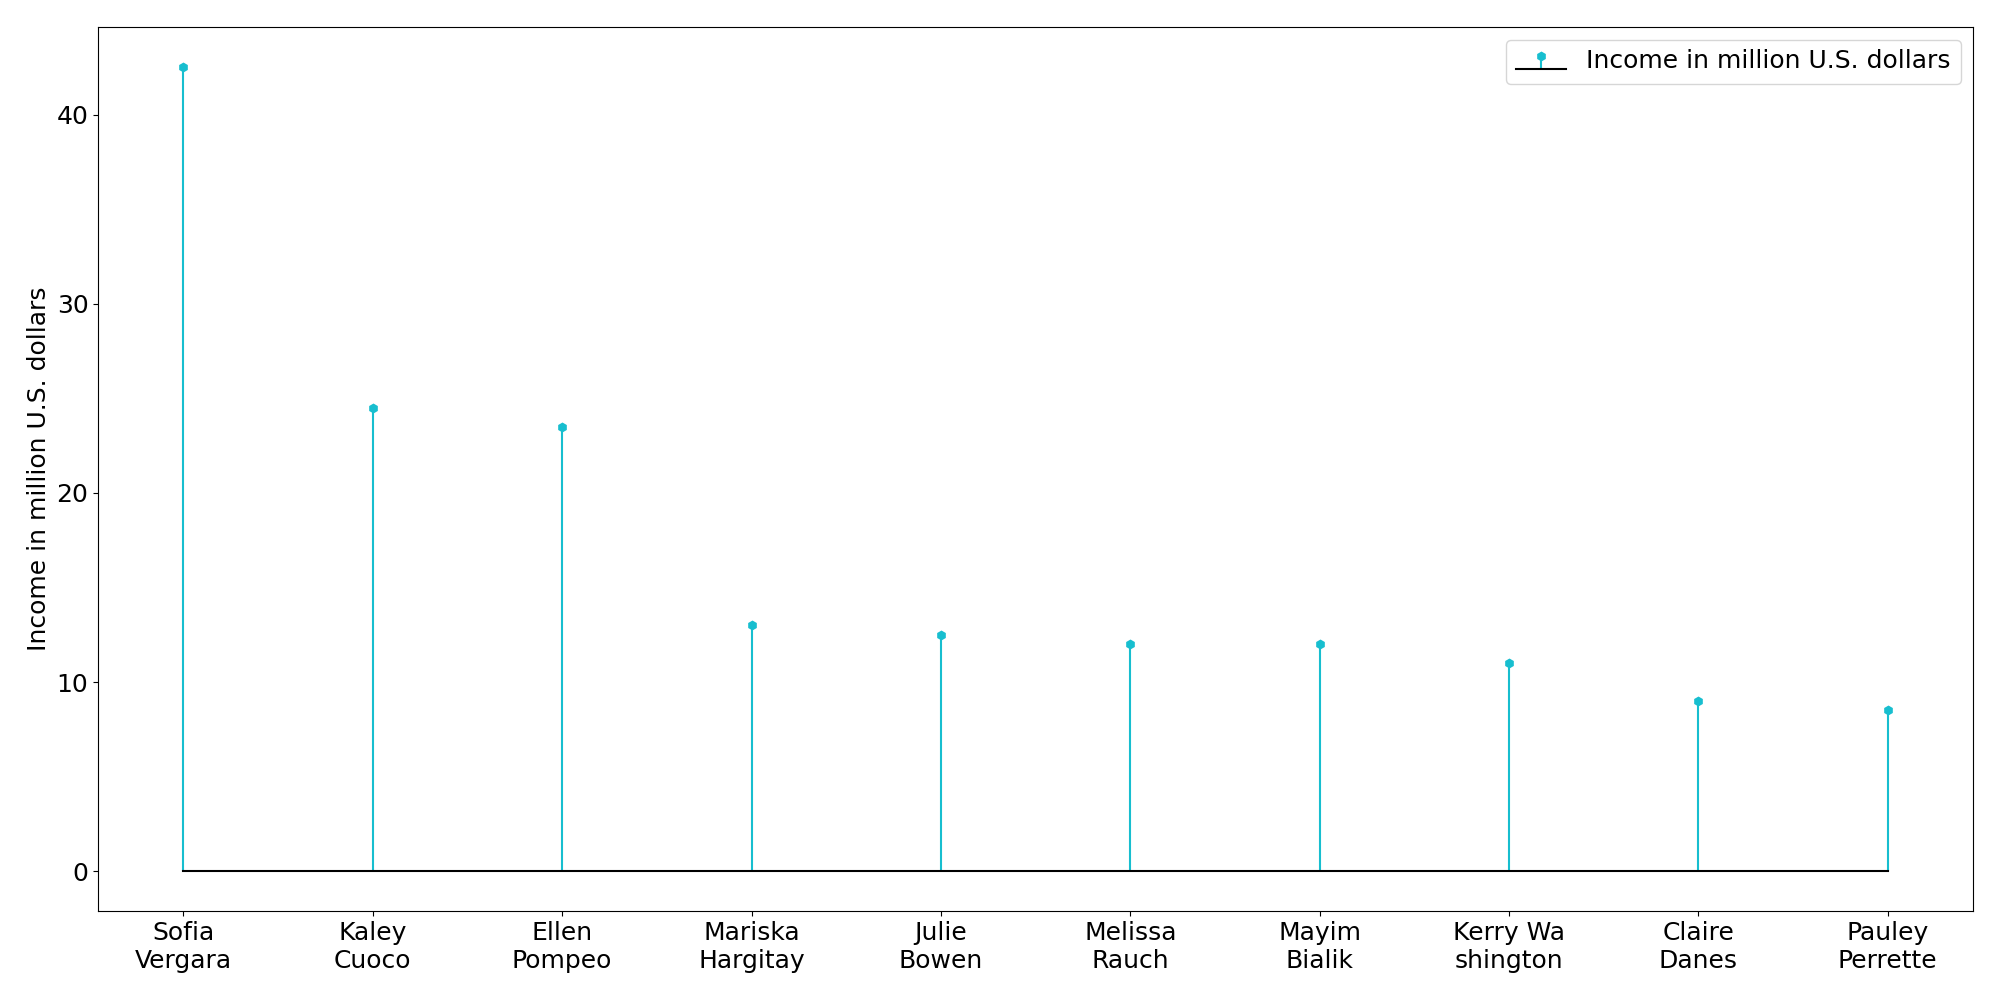 Income in million U.S. dollars
Income in million U.S. dollars
40
30
20
10
0
Sofia
Vergara
Kaley
Cuoco
Ellen
Pompeo
Mariska
Hargitay
Julie
Bowen
Melissa
Rauch
Mayim
Bialik
Kerry Wa
shington
Claire
Danes
Pauley
Perrette